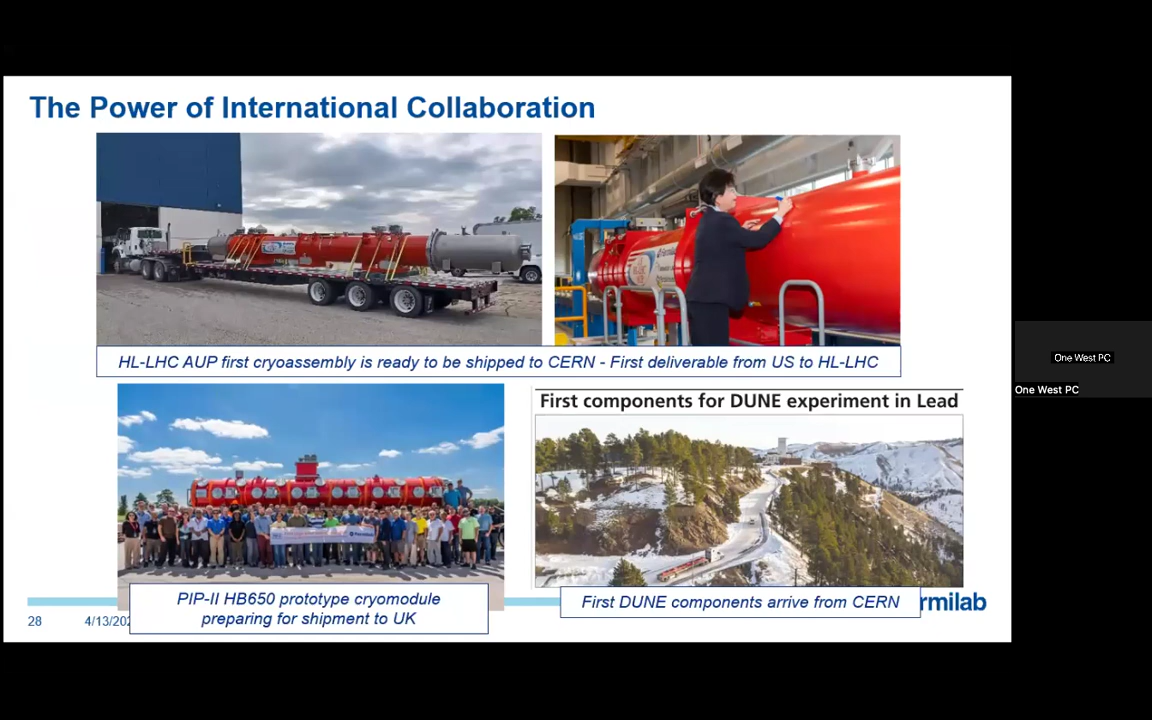 The Power of International Collaboration
HL-LHC AUP first cryoassembly is ready to be shipped to CERN - First deliverable from US to HL-LHC
First components for DUNE experiment in Lead
PIP-II HB650 prototype cryomodule
preparing for shipment to UK
First DUNE components arrive from CERN
28
4/13/202
rmilab
One West PC
One West PC